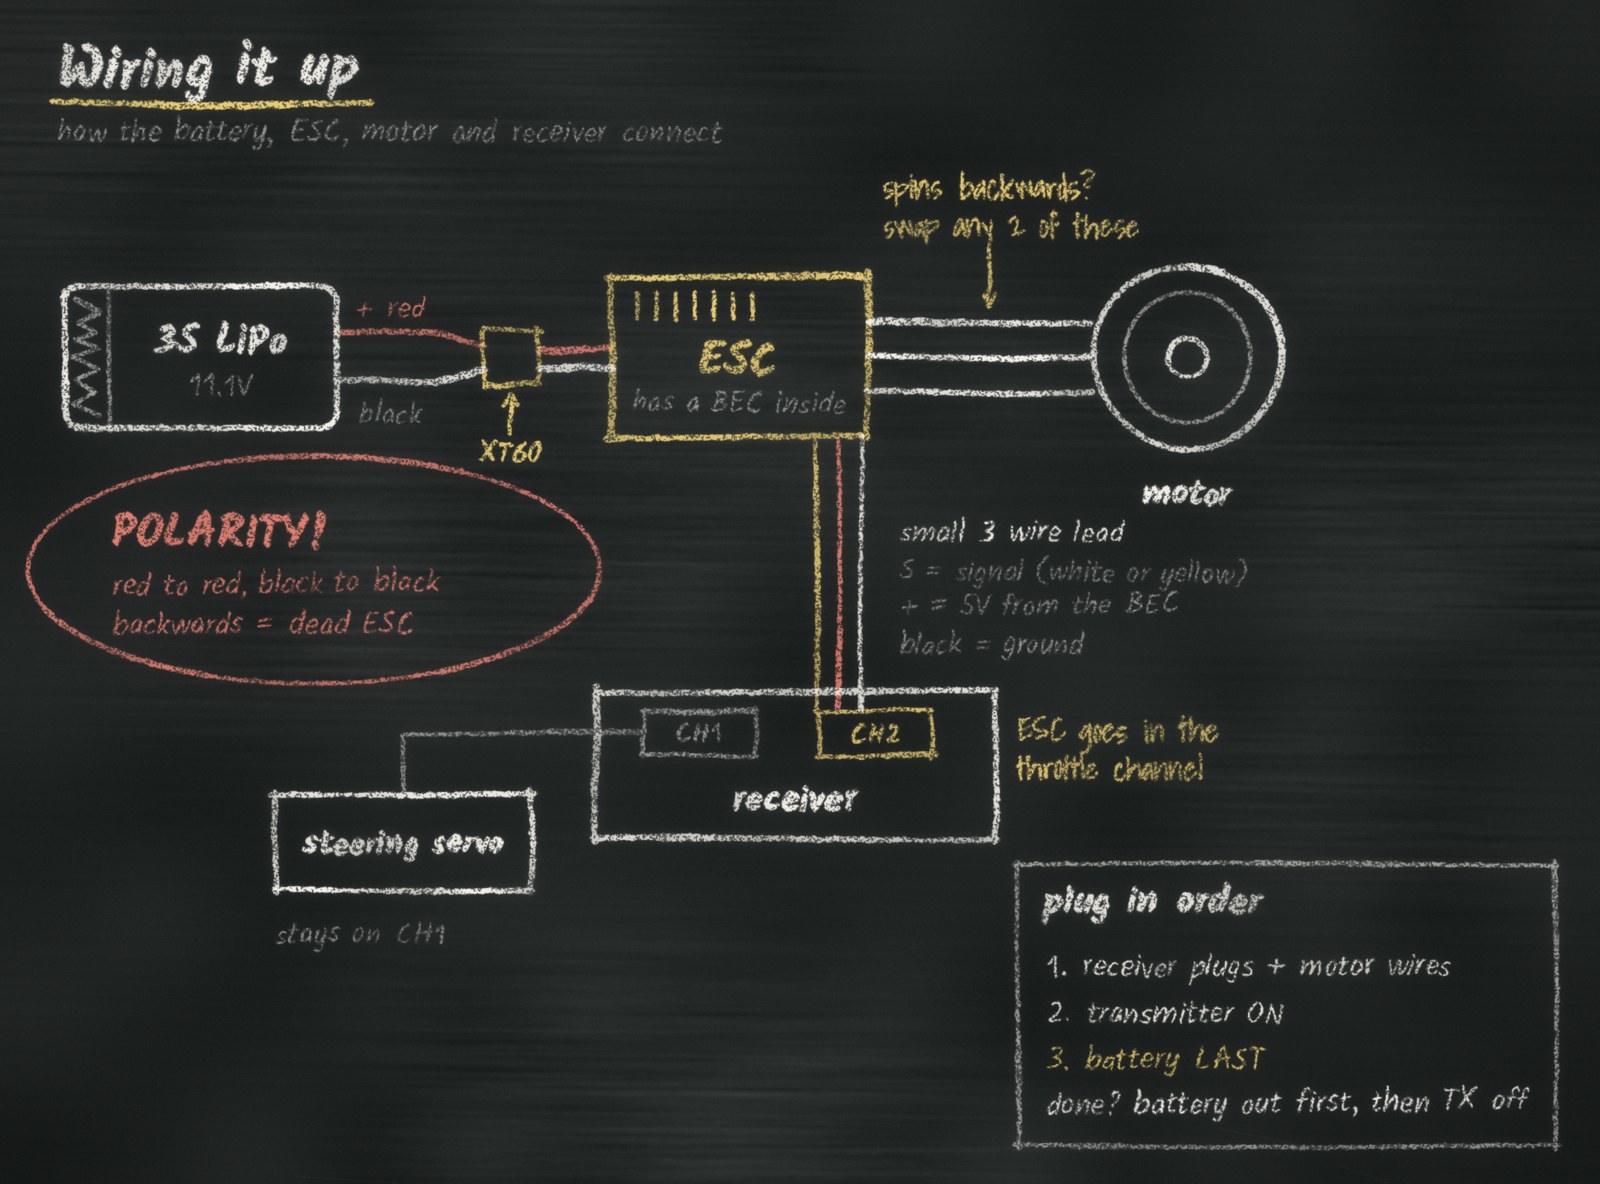 Wiring it up
how the battery, ESC, motor and receiver connect
spins backwards?
swap any 2 of these
+ red
3S LiPo
11.1V
black
XT60
ESC
has a BEC inside
motor
POLARITY!
red to red, black to black
backwards = dead ESC
small 3 wire lead
S = signal (white or yellow)
+ = 5V from the BEC
black = ground
CH1
CH2
receiver
ESC goes in the
throttle channel
steering servo
stays on CH1
plug in order
1. receiver plugs + motor wires
2. transmitter ON
3. battery LAST
done? battery out first, then TX off